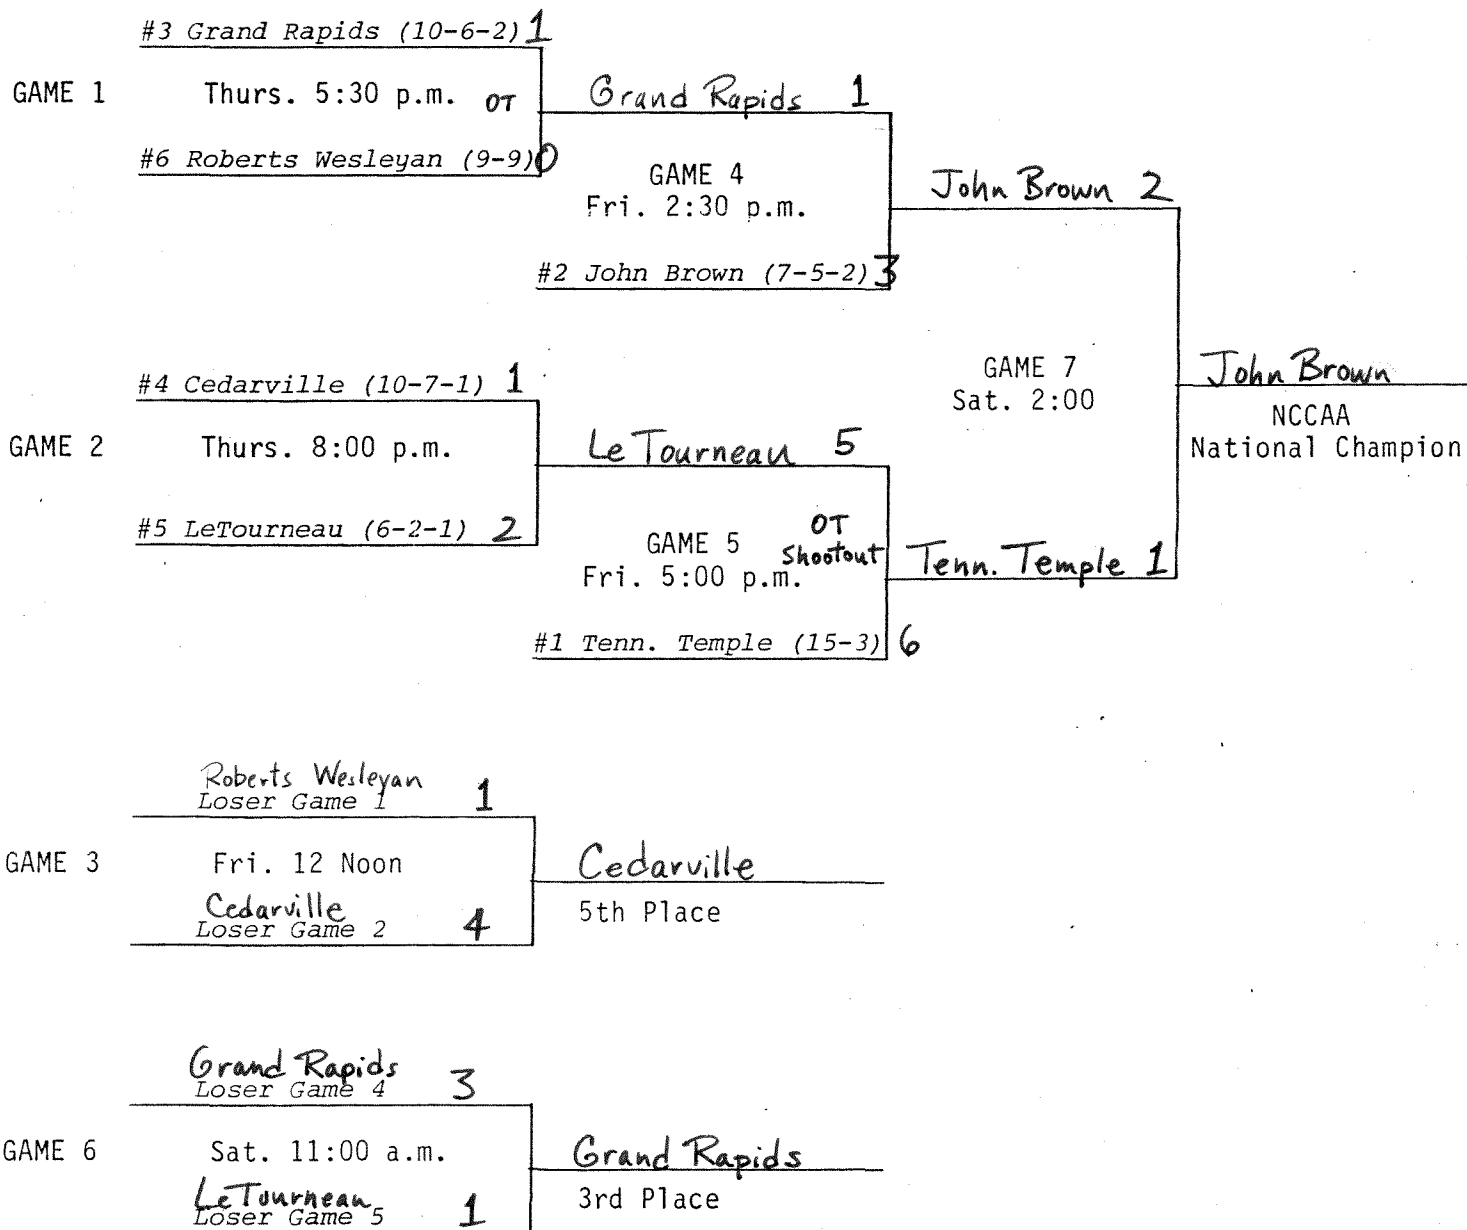 #3 Grand Rapids (10-6-2) 1
GAME 1 Thurs. 5:30 p.m. OT
#6 Roberts Wesleyan (9-9) 0
Grand Rapids 1
GAME 4
Fri. 2:30 p.m.
#2 John Brown (7-5-2) 3
John Brown 2
#4 Cedarville (10-7-1) 1
GAME 2 Thurs. 8:00 p.m.
#5 LeTourneau (6-2-1) 2
LeTourneau 5
GAME 5 OT Shootout
Fri. 5:00 p.m.
#1 Tenn. Temple (15-3) 6
Tenn. Temple 1
GAME 7
Sat. 2:00
John Brown
NCCAA
National Champion
Roberts Wesleyan
Loser Game 1 1
GAME 3 Fri. 12 Noon
Cedarville
Loser Game 2 4
Cedarville
5th Place
Grand Rapids
Loser Game 4 3
GAME 6 Sat. 11:00 a.m.
LeTourneau
Loser Game 5 1
Grand Rapids
3rd Place